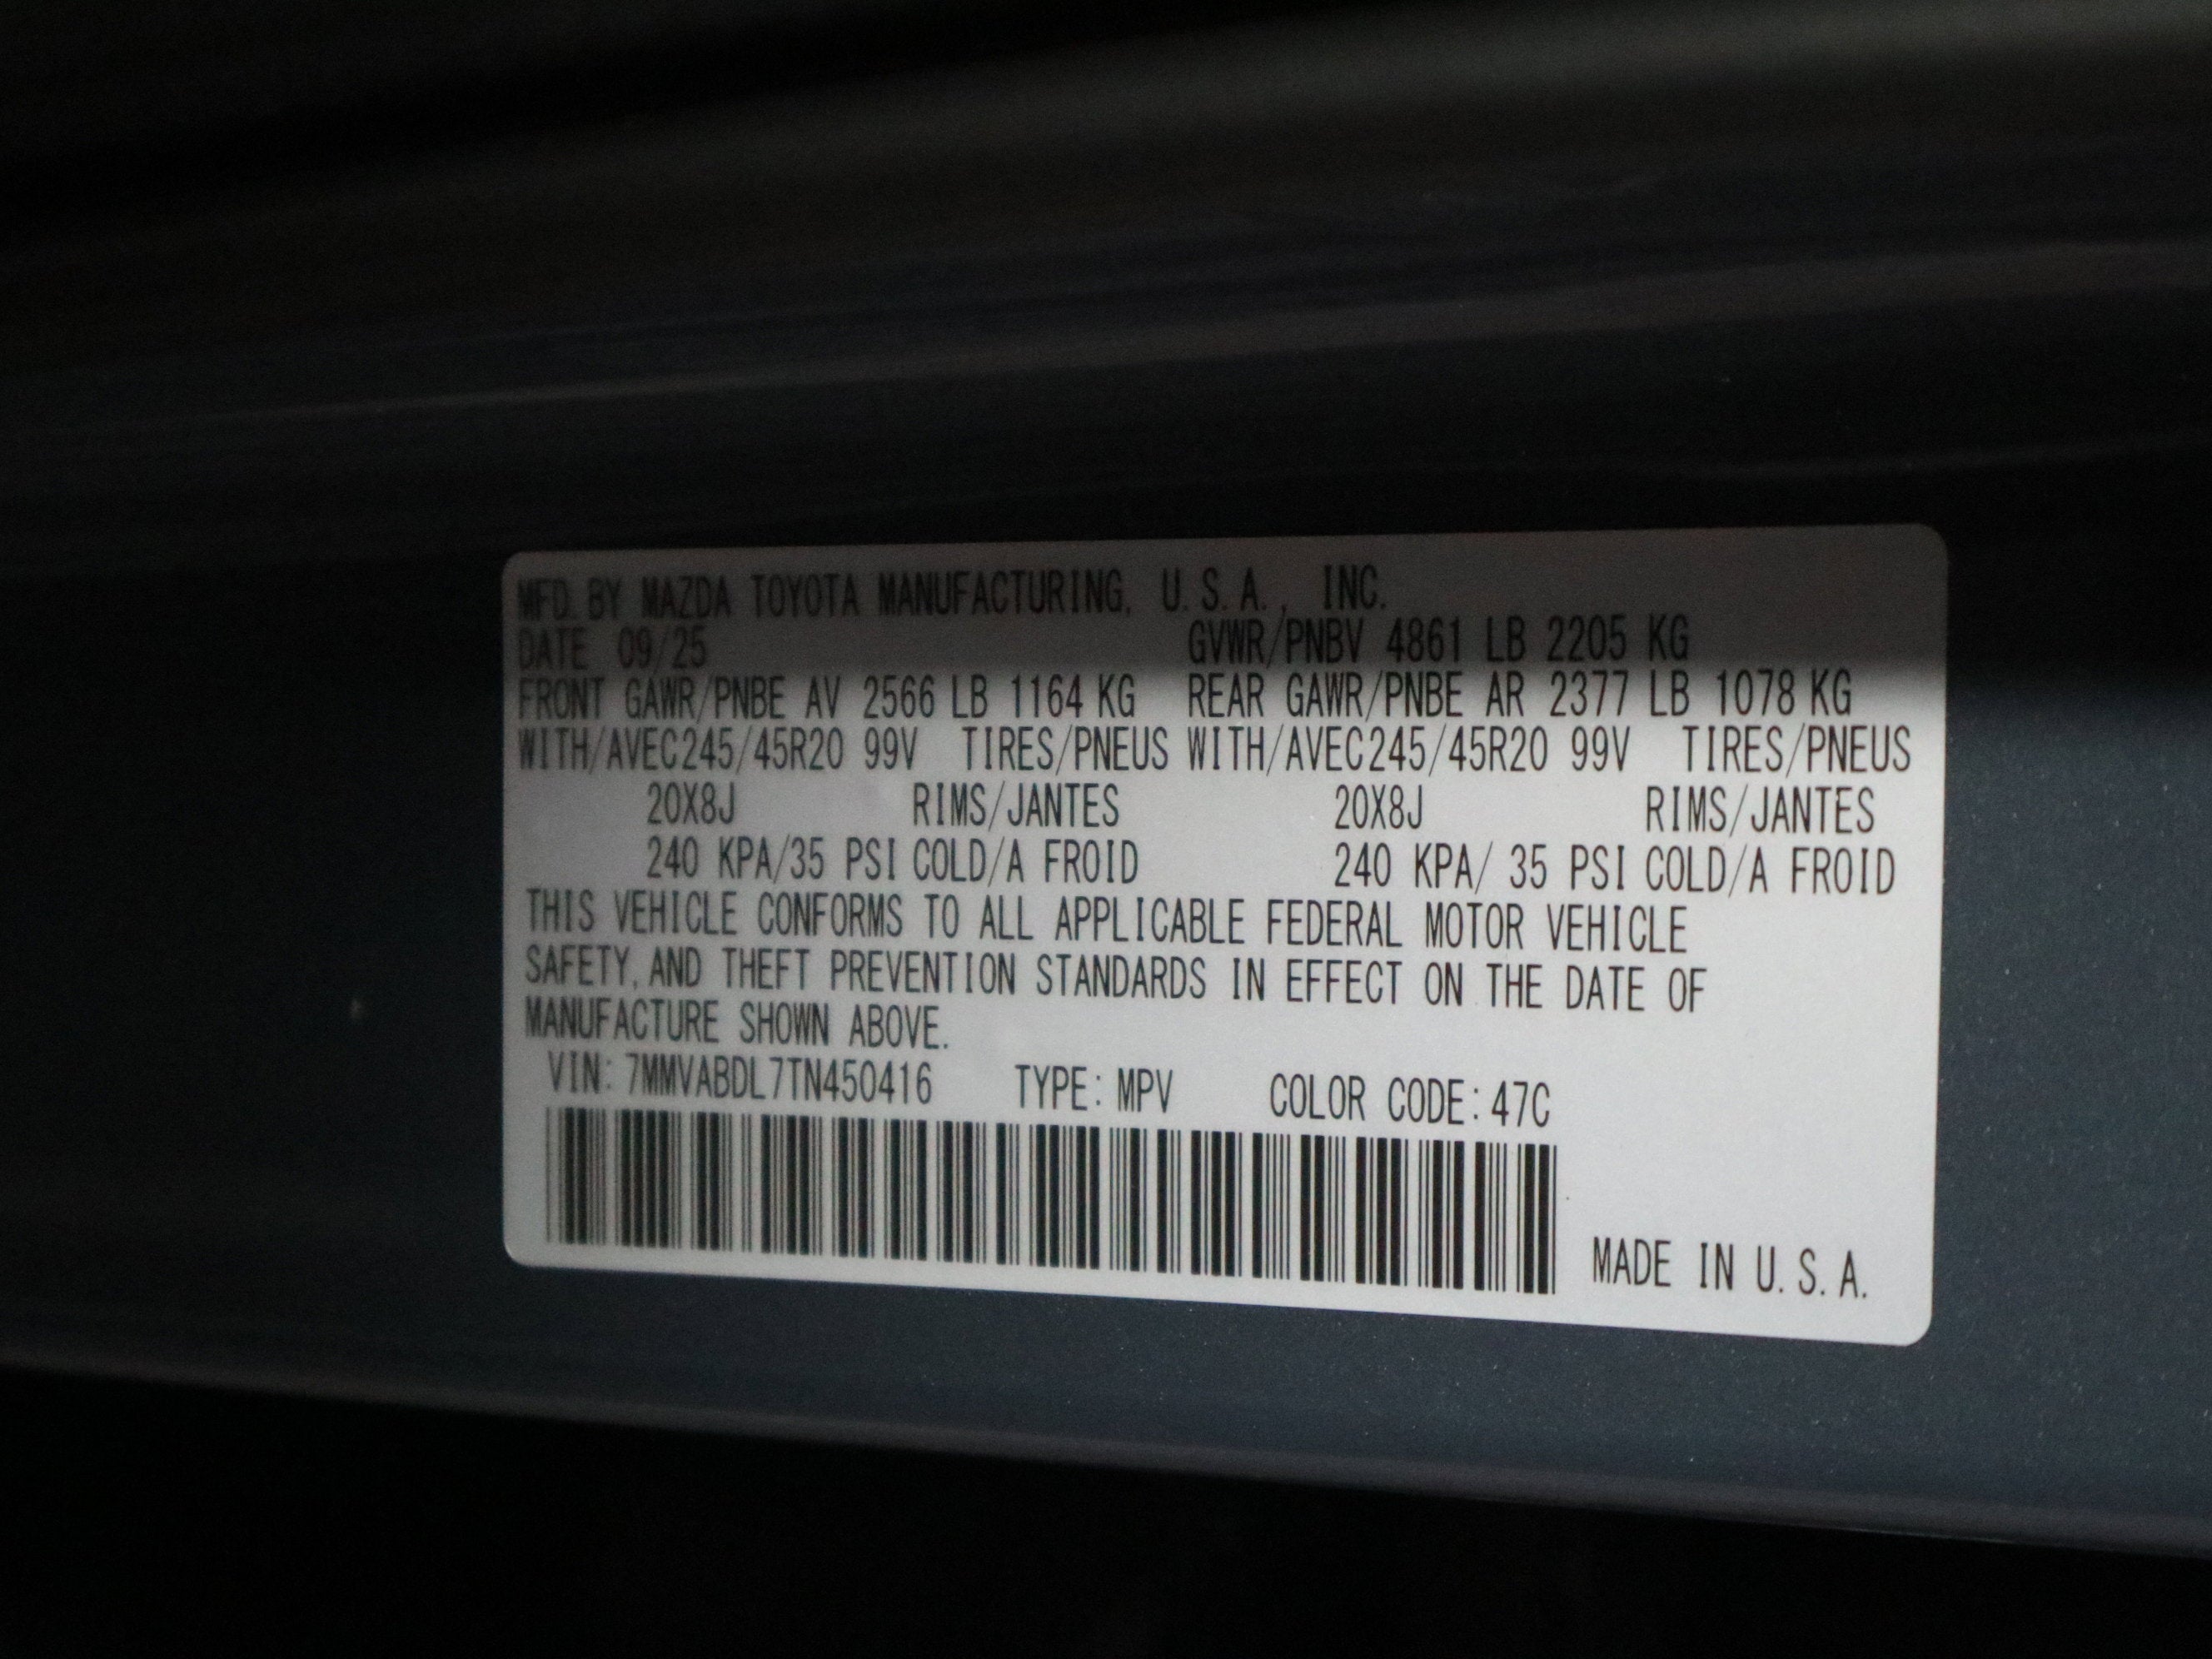 MFD. BY MAZDA TOYOTA MANUFACTURING, U.S.A., INC.
DATE 09/25 GVWR/PNBV 4861 LB 2205 KG
FRONT GAWR/PNBE AV 2566 LB 1164 KG REAR GAWR/PNBE AR 2377 LB 1078 KG
WITH/AVEC245/45R20 99V TIRES/PNEUS WITH/AVEC245/45R20 99V TIRES/PNEUS
20X8J RIMS/JANTES 20X8J RIMS/JANTES
240 KPA/35 PSI COLD/A FROID 240 KPA/ 35 PSI COLD/A FROID
THIS VEHICLE CONFORMS TO ALL APPLICABLE FEDERAL MOTOR VEHICLE
SAFETY, AND THEFT PREVENTION STANDARDS IN EFFECT ON THE DATE OF
MANUFACTURE SHOWN ABOVE.
VIN: 7MMVABDL7TN450416 TYPE: MPV COLOR CODE: 47C
MADE IN U.S.A.